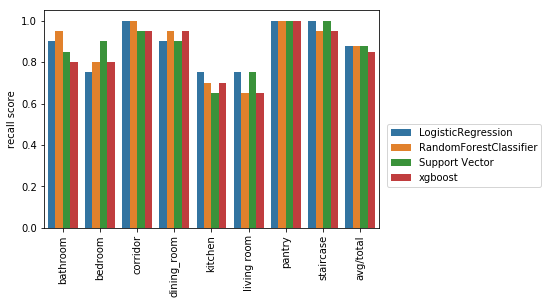 1.0
0.8
0.6
0.4
0.2
0.0
recall score
bathroom
bedroom
corridor
dining_room
kitchen
living room
pantry
staircase
avg/total
LogisticRegression
RandomForestClassifier
Support Vector
xgboost